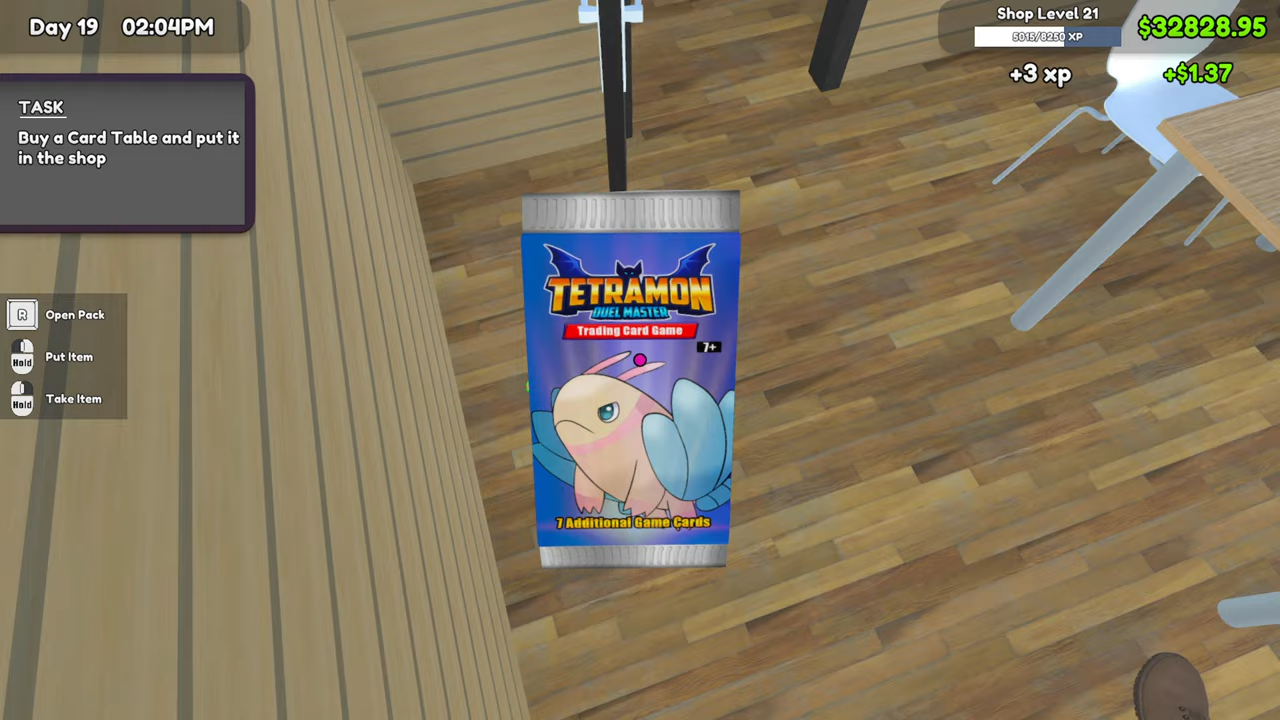 Day 19 02:04PM
Shop Level 21
5015/8250 XP
$32828.95
+3 xp
+$1.37
TASK
Buy a Card Table and put it
in the shop
R Open Pack
Hold Put Item
Hold Take Item
TETRAMON
DUEL MASTER
Trading Card Game
7+
7 Additional Game Cards